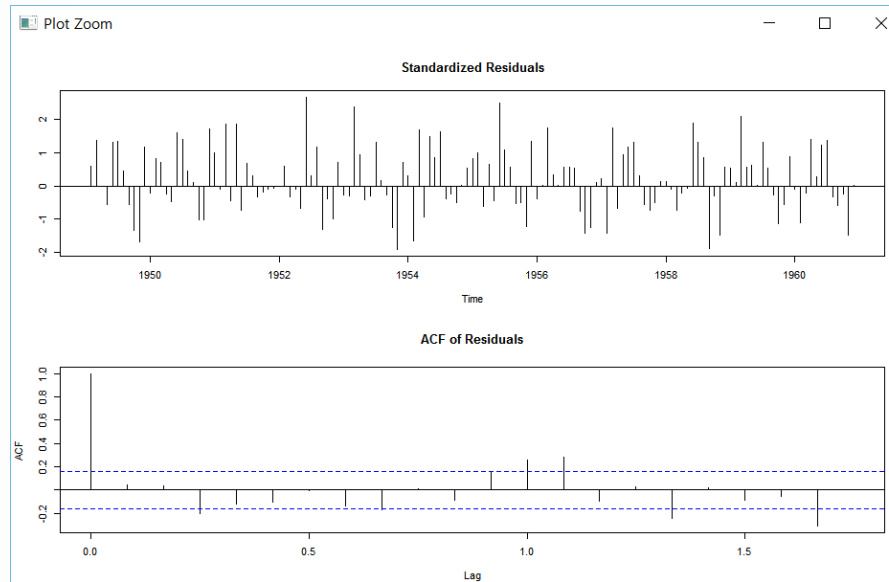 Plot Zoom
Standardized Residuals
2
1
0
-1
-2
1950 1952 1954 1956 1958 1960
Time
ACF of Residuals
ACF
1.0
0.8
0.6
0.4
0.2
-0.2
0.0 0.5 1.0 1.5
Lag